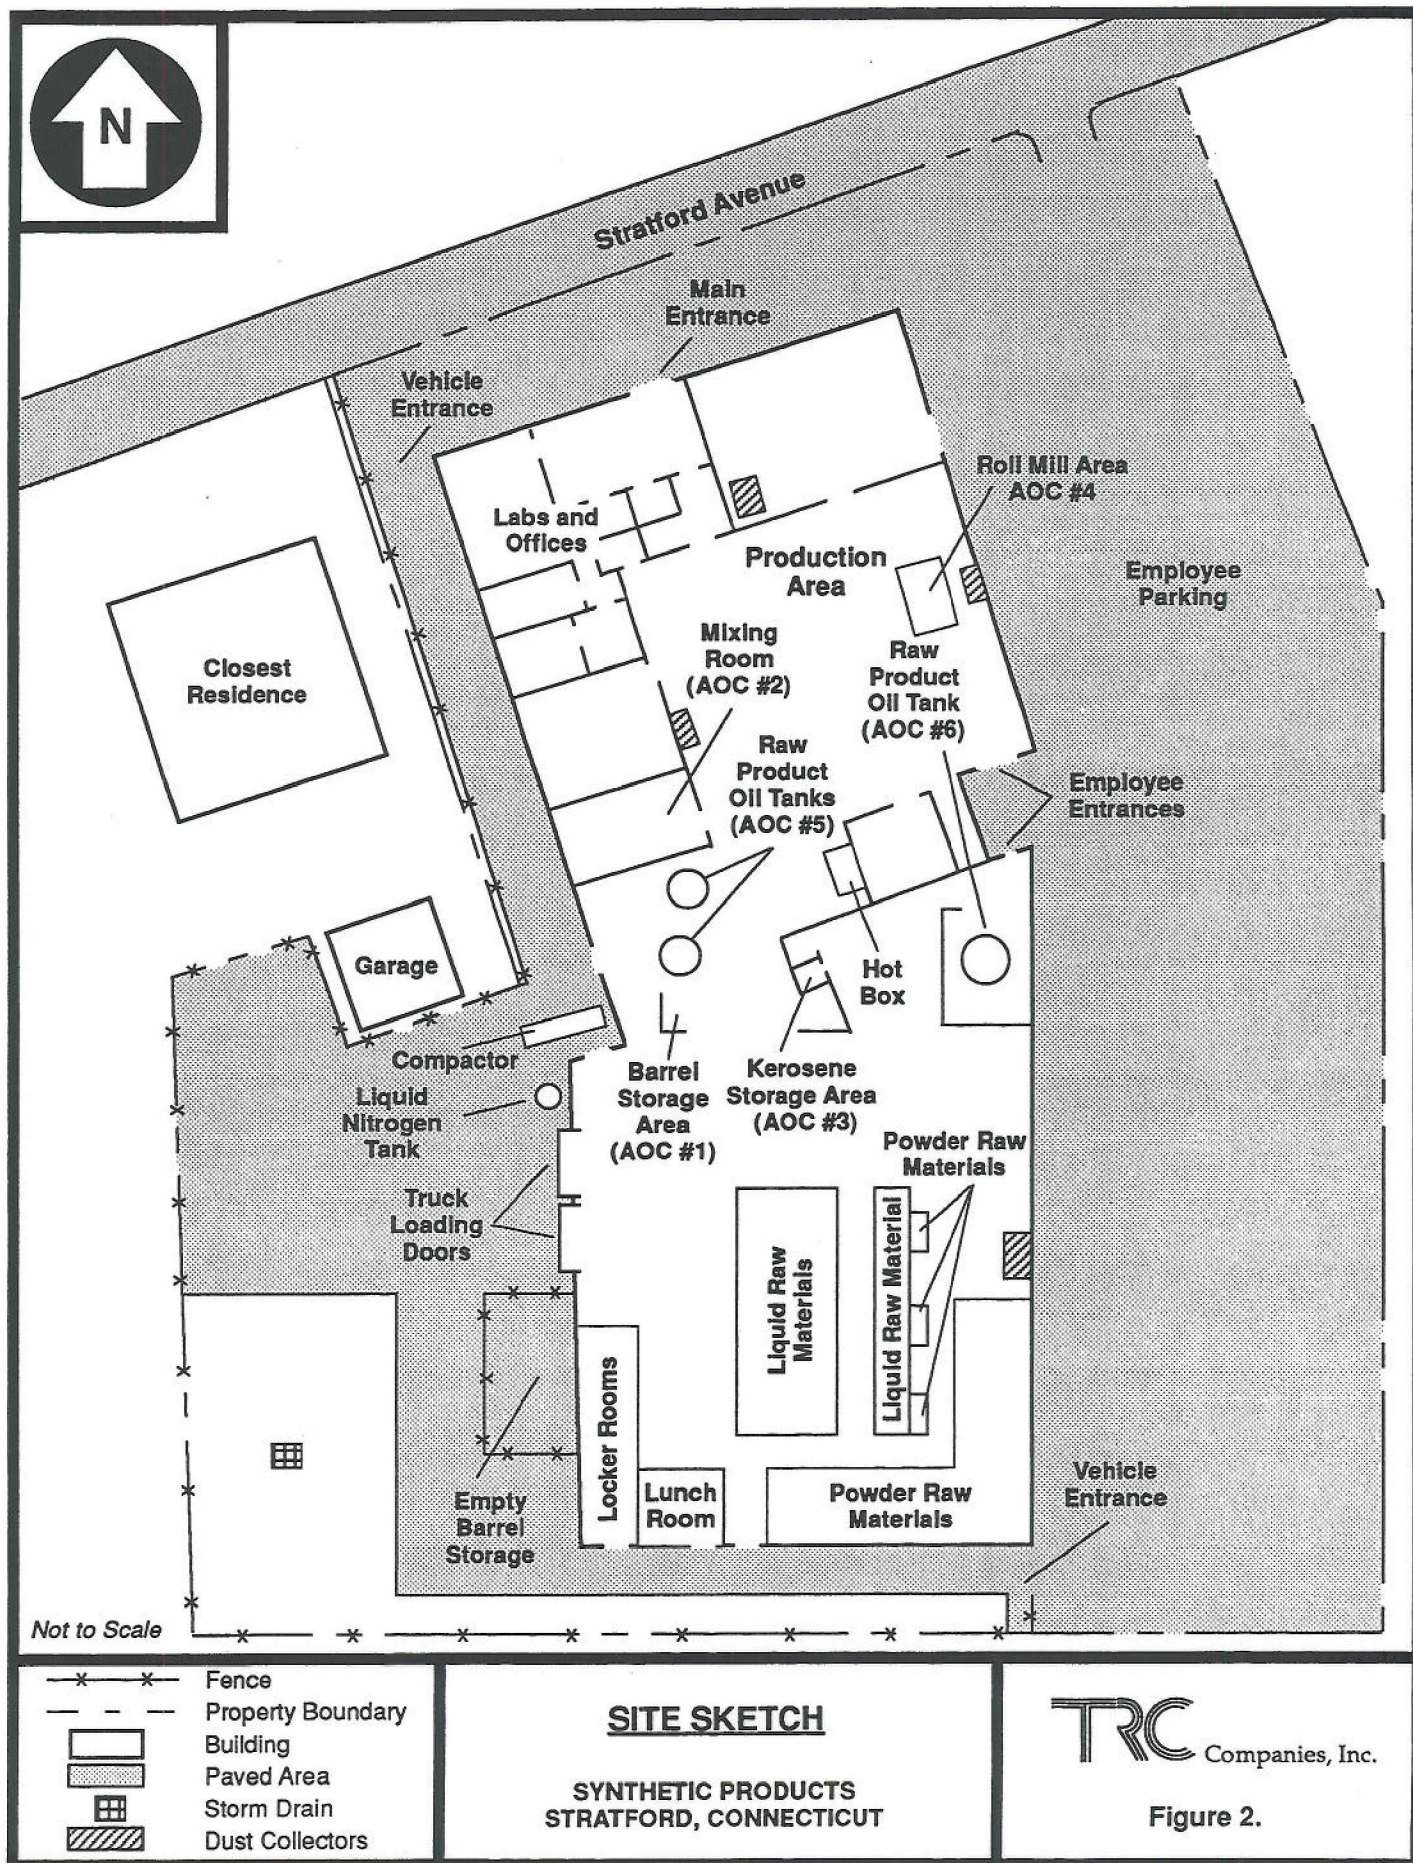 N
Stratford Avenue
Main
Entrance
Vehicle
Entrance
Roll Mill Area
AOC #4
Labs and
Offices
Production
Area
Employee
Parking
Mixing
Room
(AOC #2)
Raw
Product
Oil Tank
(AOC #6)
Closest
Residence
Raw
Product
Oil Tanks
(AOC #5)
Employee
Entrances
Garage
Hot
Box
Compactor
Barrel
Storage
Area
(AOC #1)
Kerosene
Storage Area
(AOC #3)
Liquid
Nitrogen
Tank
Powder Raw
Materials
Truck
Loading
Doors
Liquid Raw
Materials
Liquid Raw Material
Locker Rooms
Empty
Barrel
Storage
Lunch
Room
Powder Raw
Materials
Vehicle
Entrance
Not to Scale
Fence
Property Boundary
Building
Paved Area
Storm Drain
Dust Collectors
SITE SKETCH
SYNTHETIC PRODUCTS
STRATFORD, CONNECTICUT
TRC Companies, Inc.
Figure 2.